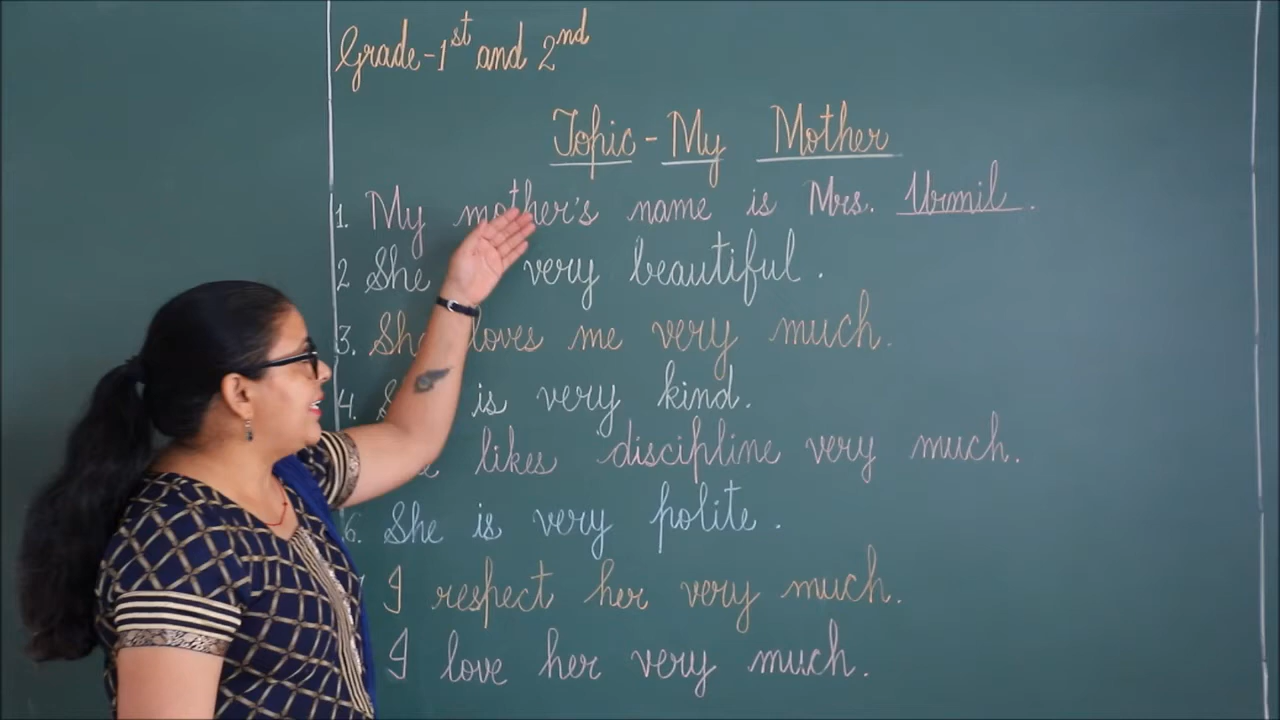 Grade-1st and 2nd
Topic - My Mother
1. My mother's name is Mrs. Urmil.
2 She very beautiful.
3. She loves me very much.
4. is very kind.
likes discipline very much.
6. She is very polite.
I respect her very much.
I love her very much.